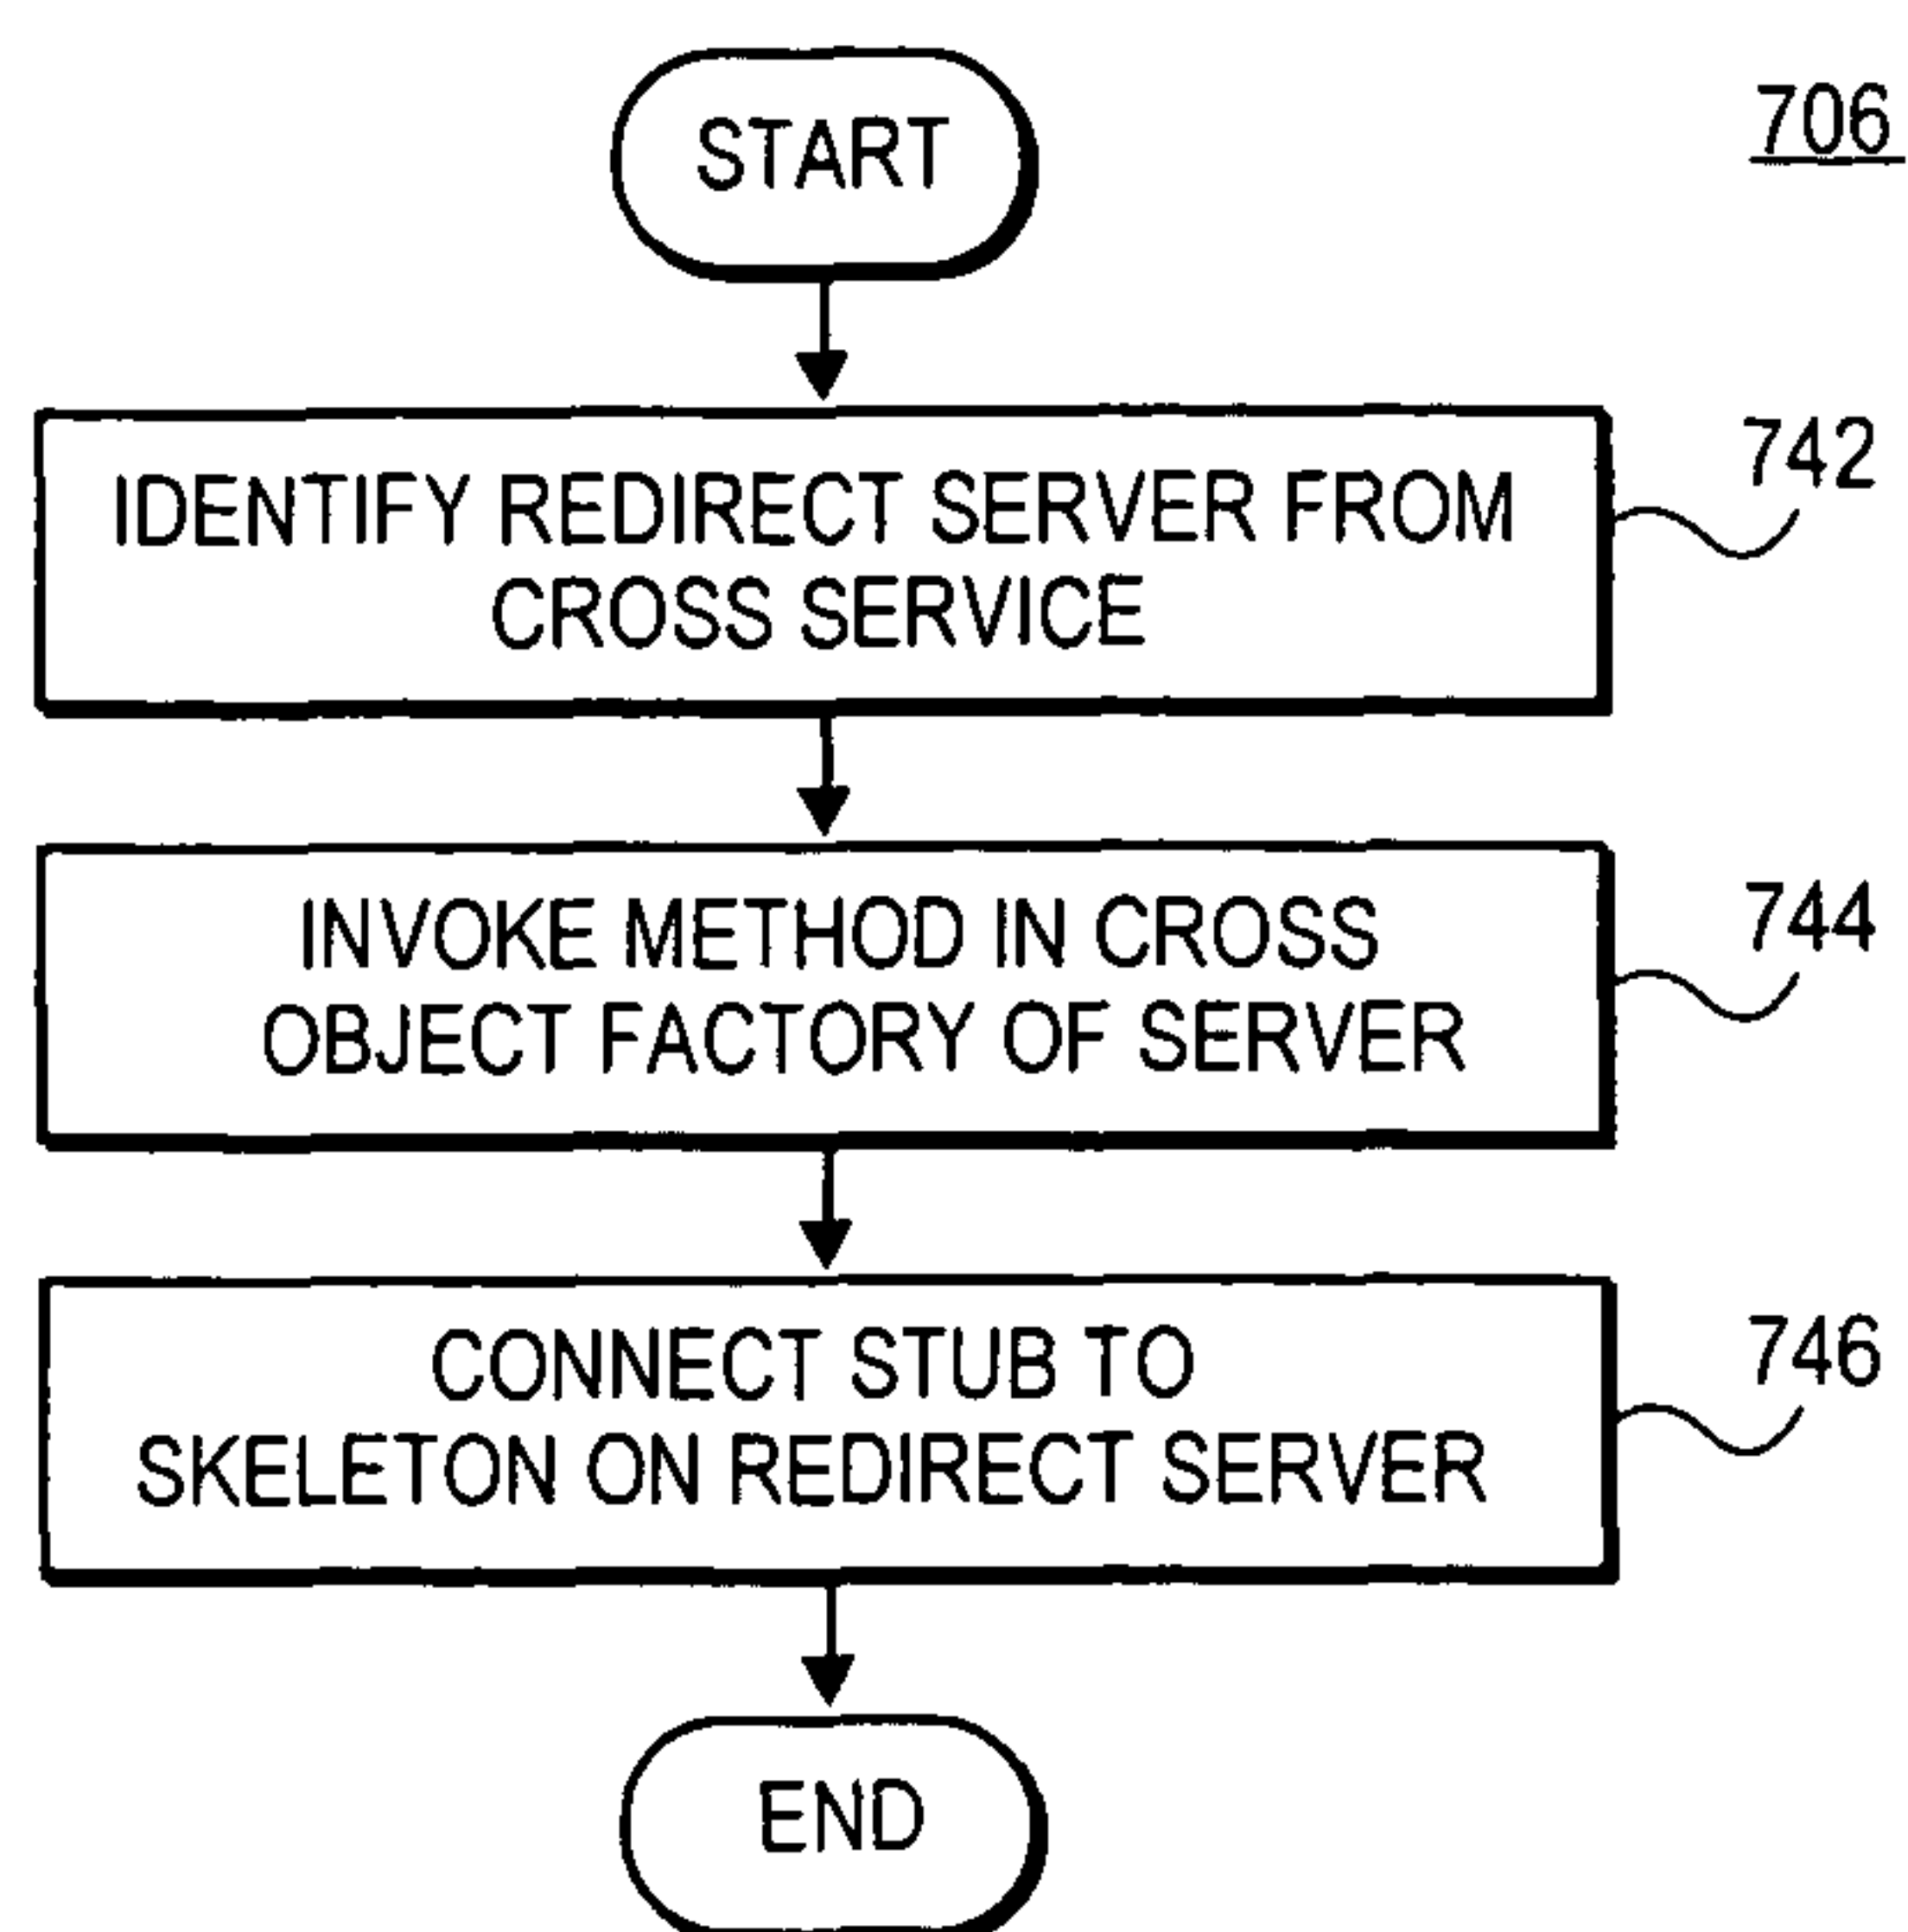 START
706
IDENTIFY REDIRECT SERVER FROM
CROSS SERVICE
742
INVOKE METHOD IN CROSS
OBJECT FACTORY OF SERVER
744
CONNECT STUB TO
SKELETON ON REDIRECT SERVER
746
END